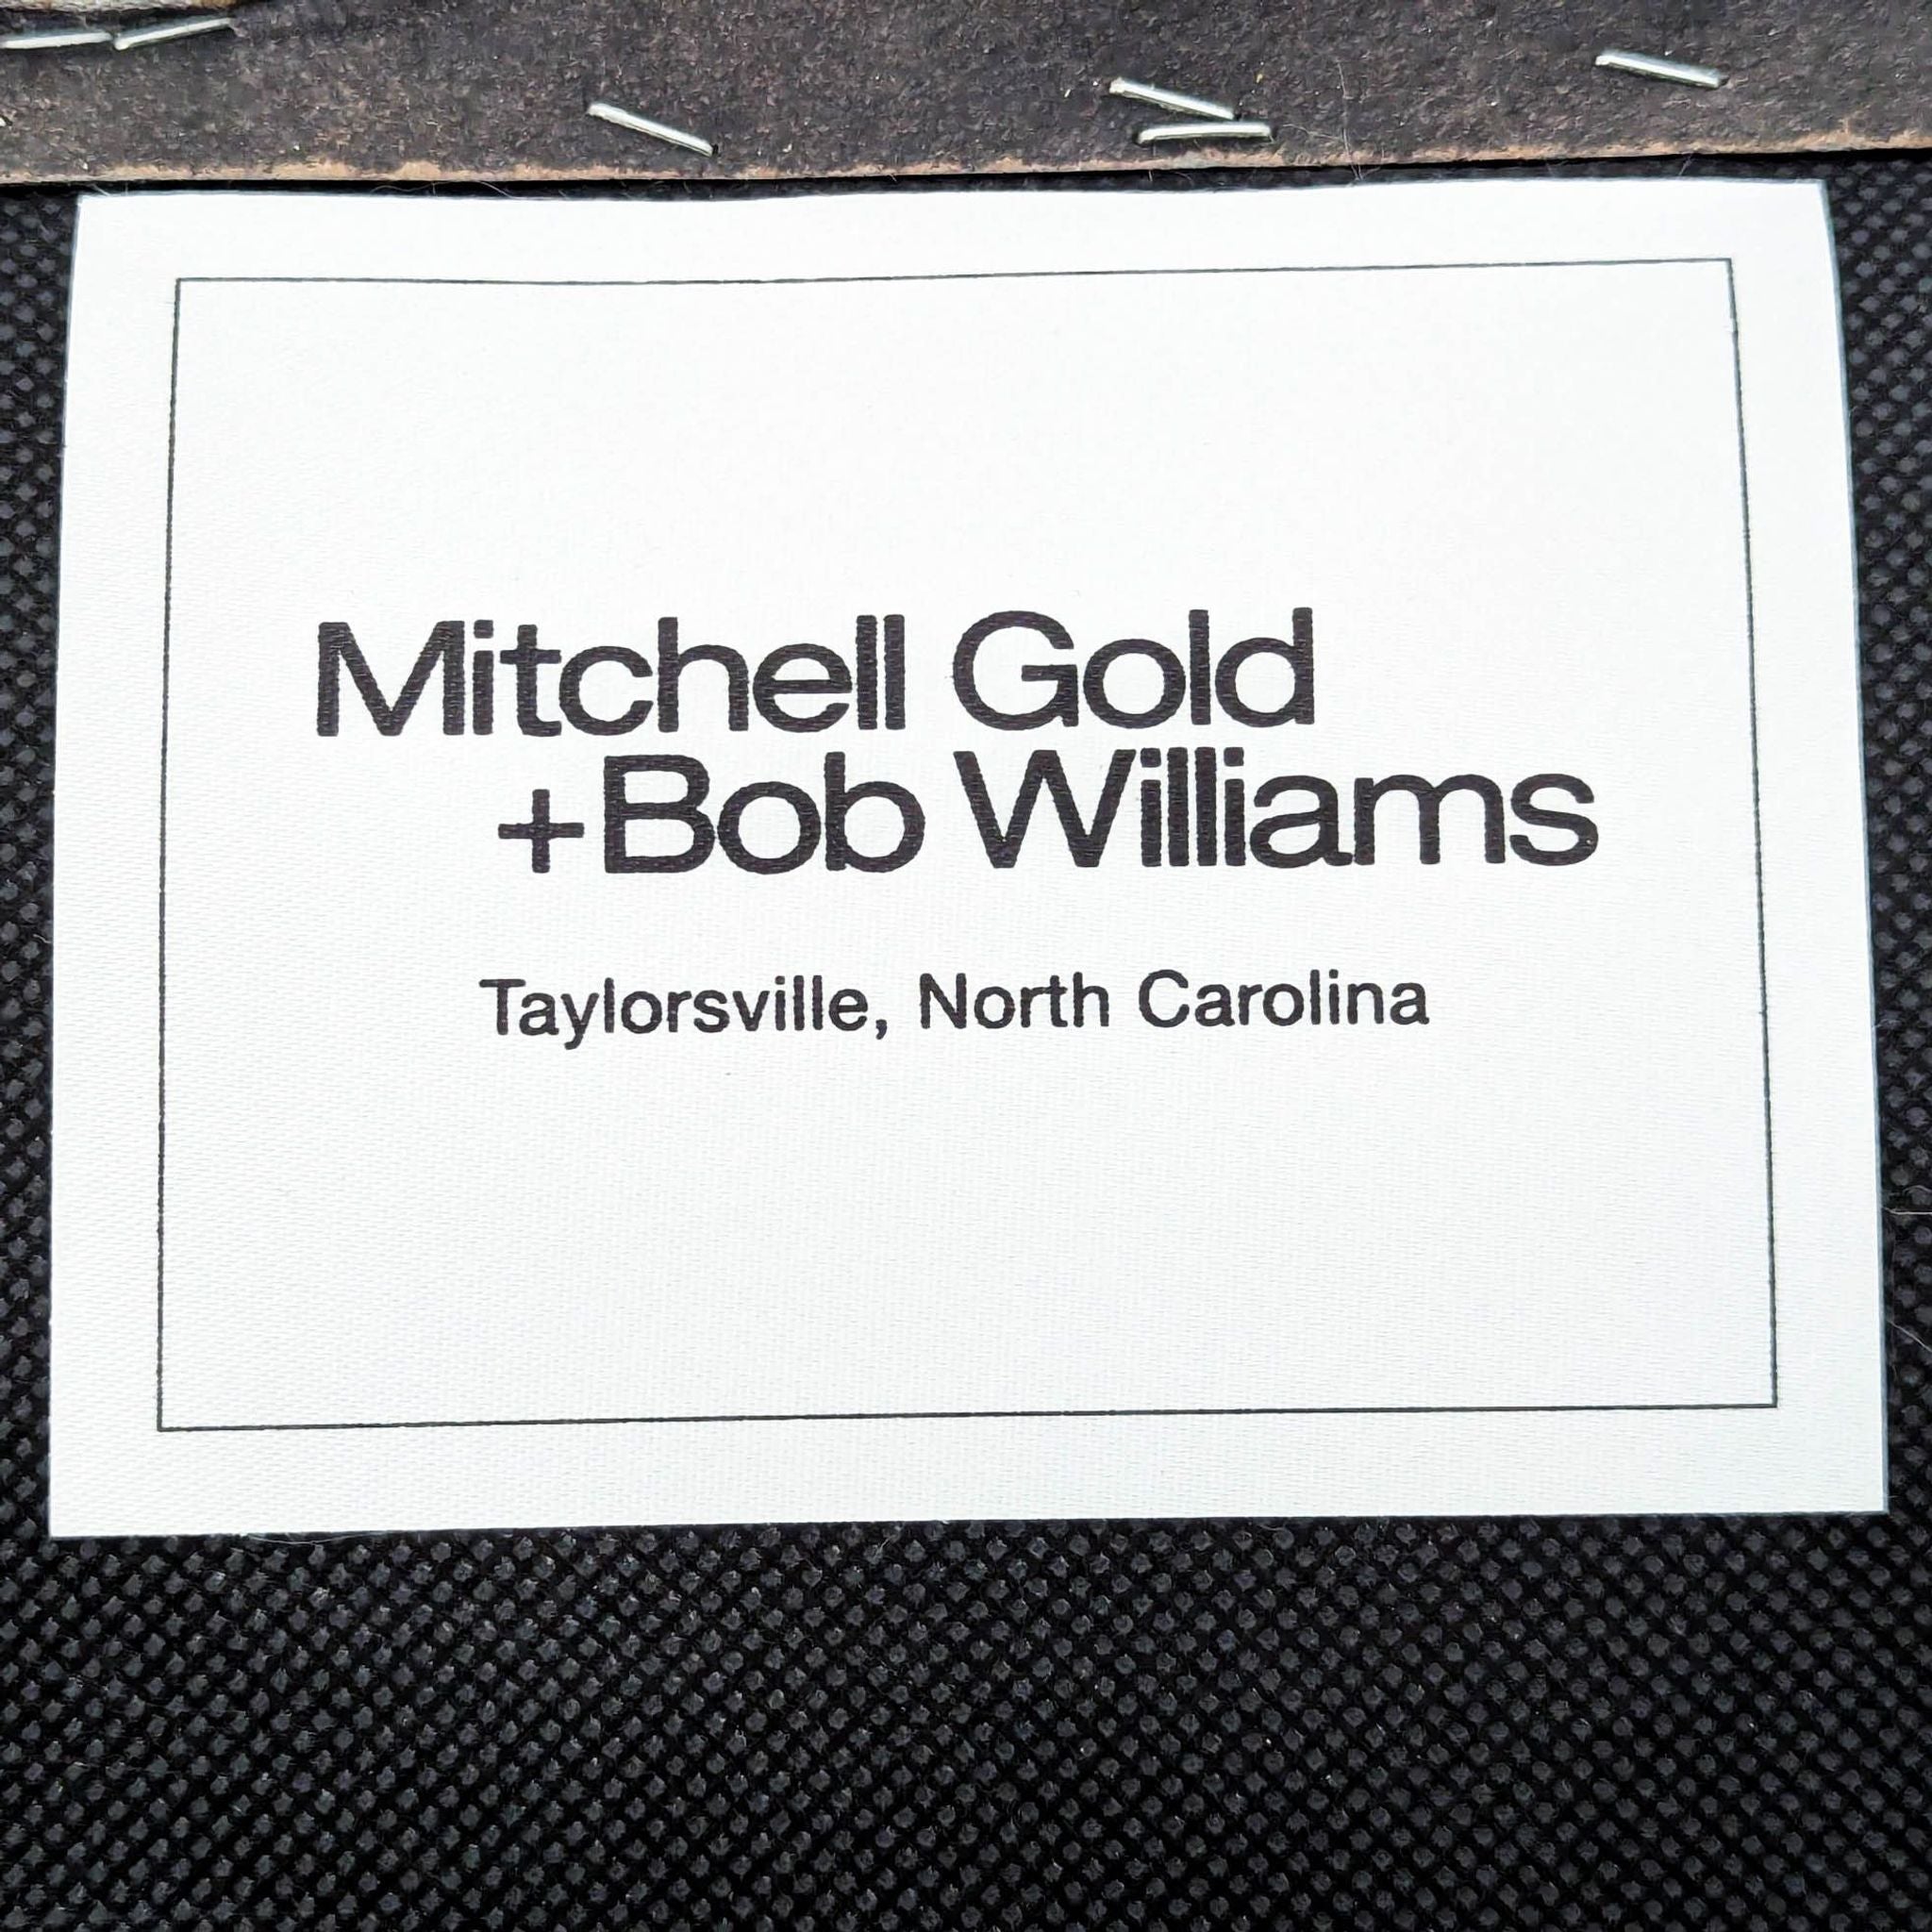 Mitchell Gold
+Bob Williams
Taylorsville, North Carolina